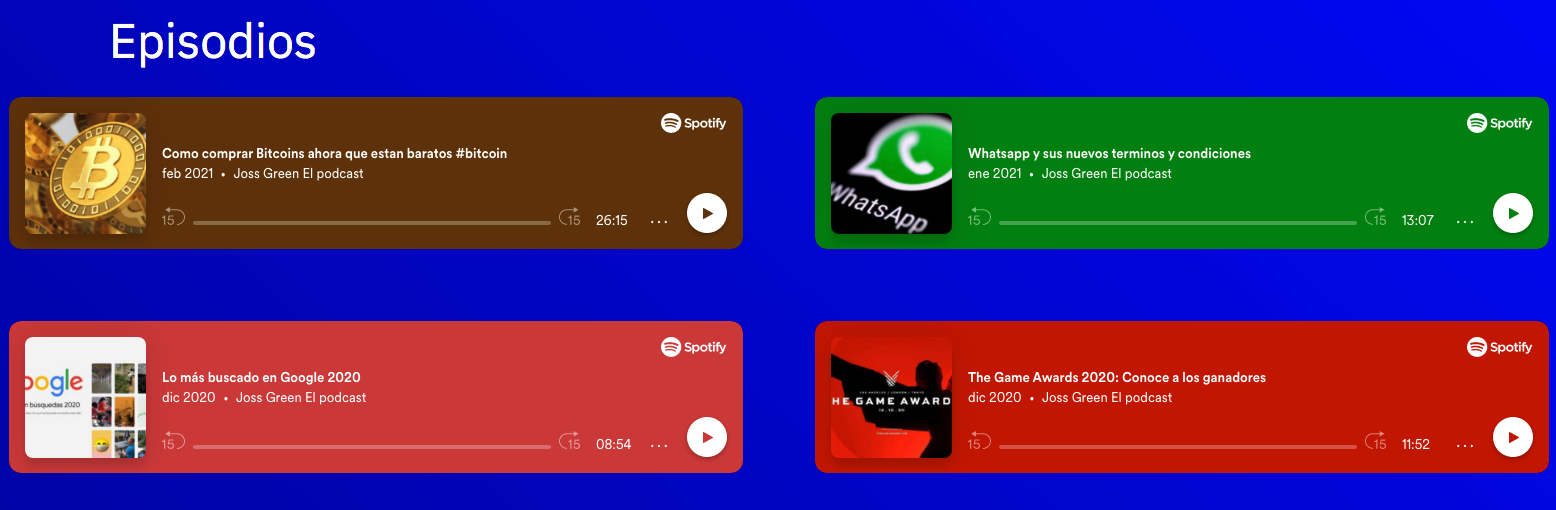 Episodios
Spotify
Como comprar Bitcoins ahora que estan baratos #bitcoin
feb 2021 • Joss Green El podcast
15
15
26:15
...
Spotify
WhatsApp
Whatsapp y sus nuevos terminos y condiciones
ene 2021 • Joss Green El podcast
15
15
13:07
...
Spotify
oogle
búsquedas 2020
Lo más buscado en Google 2020
dic 2020 • Joss Green El podcast
15
15
08:54
...
Spotify
HE GAME AWARD
The Game Awards 2020: Conoce a los ganadores
dic 2020 • Joss Green El podcast
15
15
11:52
...